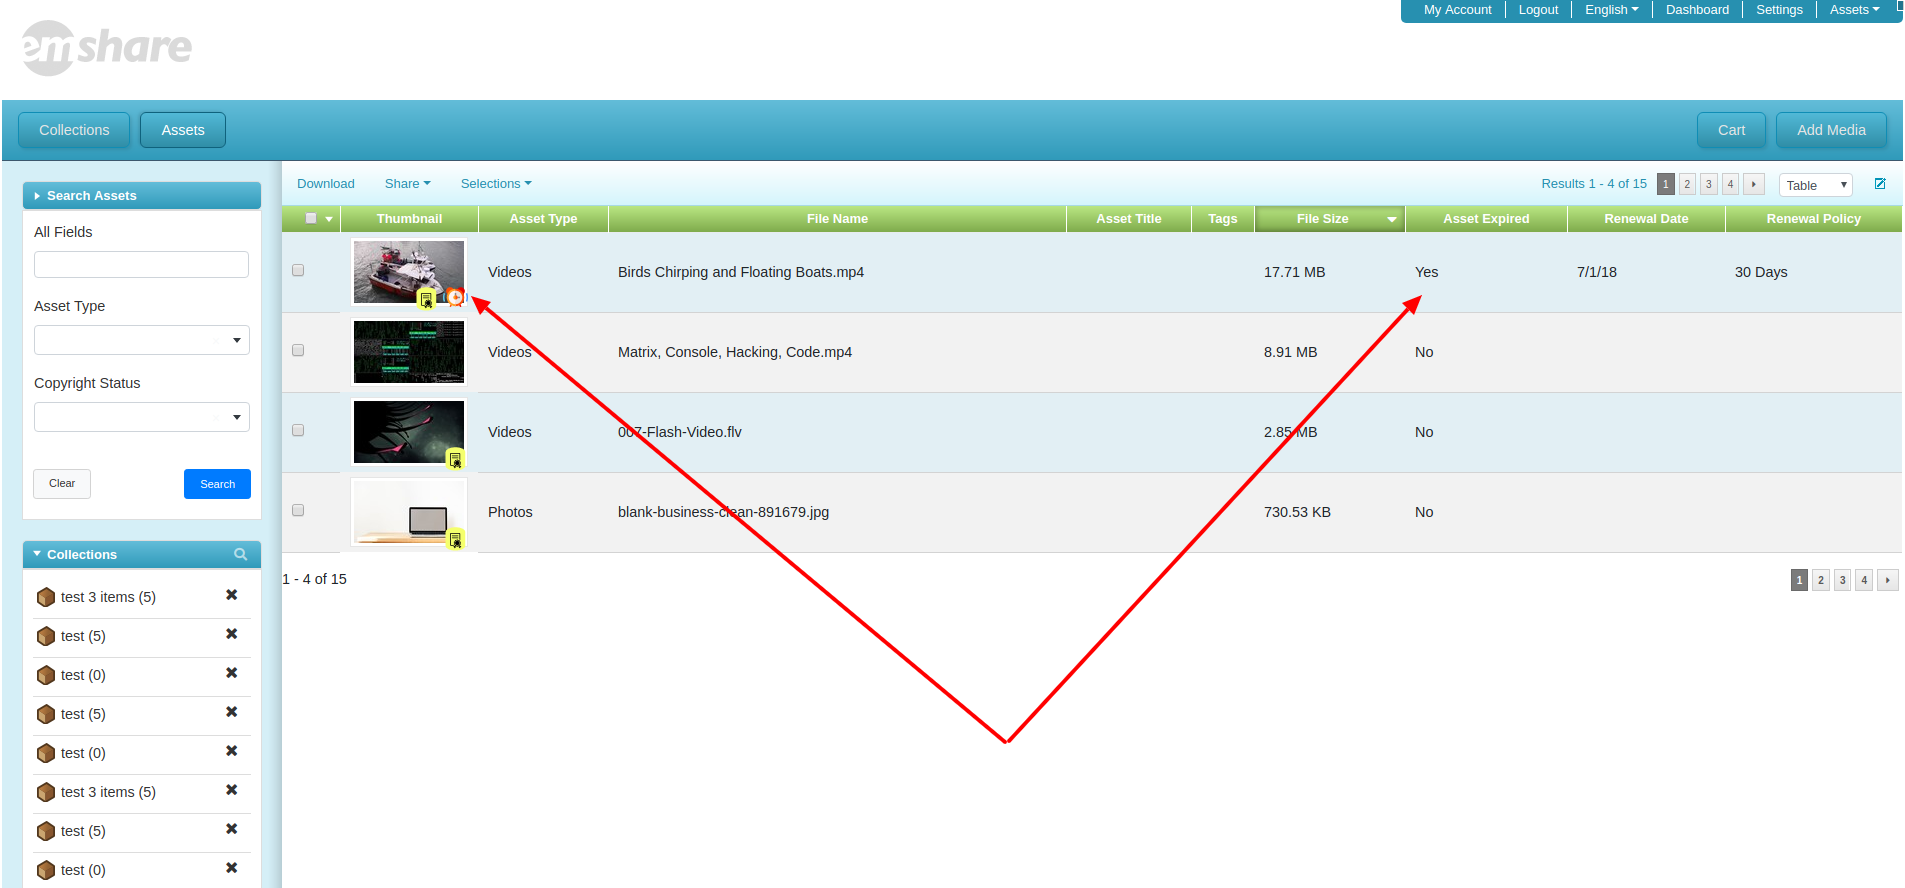 My Account Logout English Dashboard Settings Assets
emshare
Collections Assets Cart Add Media
Search Assets
All Fields
Asset Type
Copyright Status
Clear Search
Collections
test 3 items (5)
test (5)
test (0)
test (5)
test (0)
test 3 items (5)
test (5)
test (0)
Download Share Selections Results 1 - 4 of 15 1 2 3 4 Table
Thumbnail Asset Type File Name Asset Title Tags File Size Asset Expired Renewal Date Renewal Policy
Videos Birds Chirping and Floating Boats.mp4 17.71 MB Yes 7/1/18 30 Days
Videos Matrix, Console, Hacking, Code.mp4 8.91 MB No
Videos 007-Flash-Video.flv 2.85 MB No
Photos blank-business-clean-891679.jpg 730.53 KB No
1 - 4 of 15 1 2 3 4